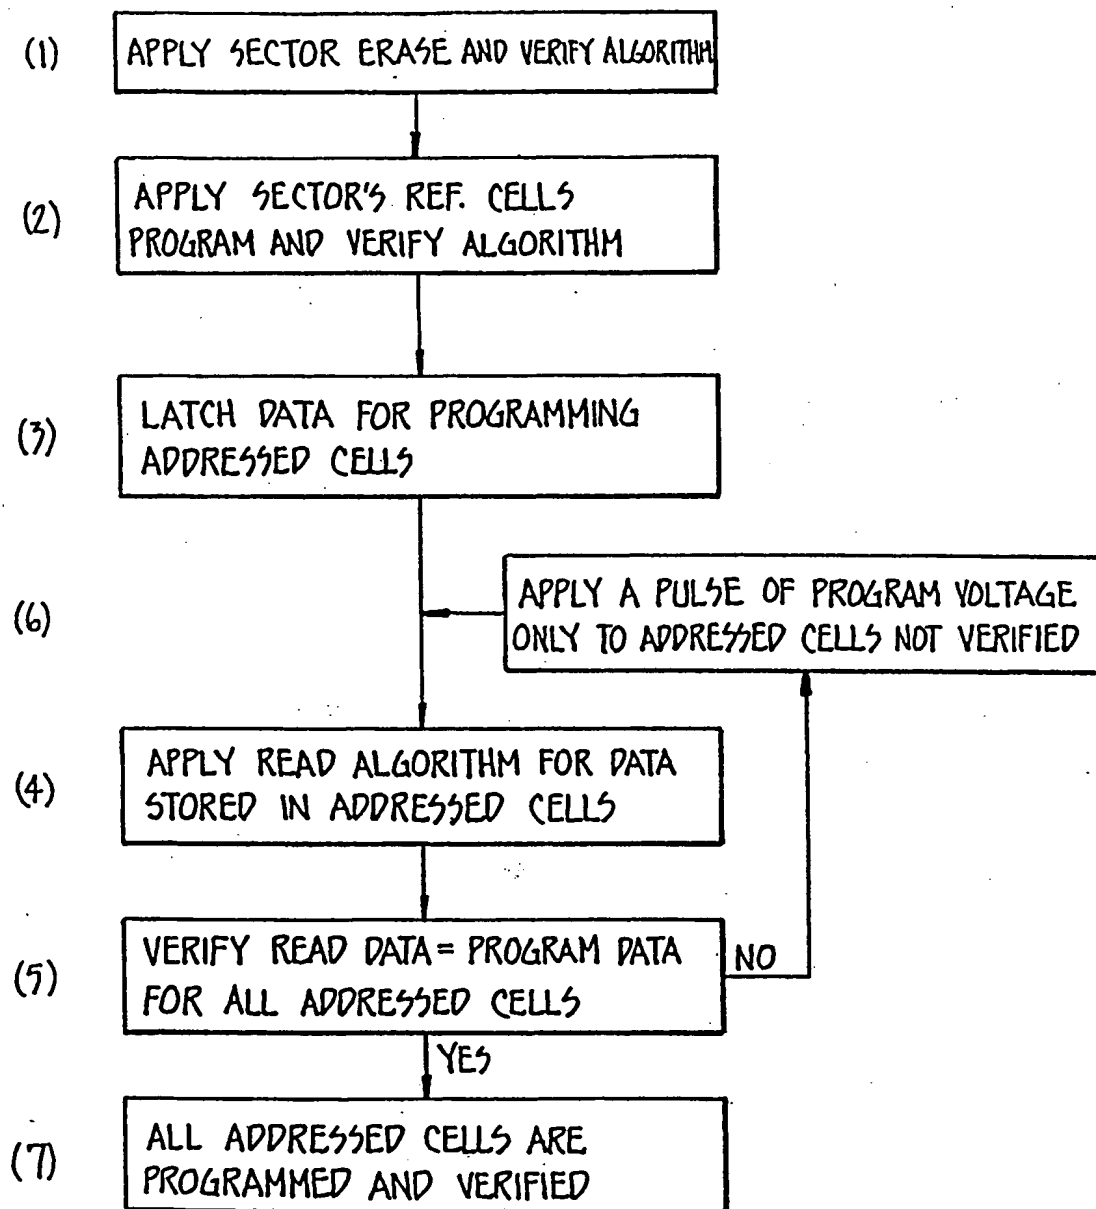 (1)
APPLY SECTOR ERASE AND VERIFY ALGORITHM
(2)
APPLY SECTOR'S REF. CELLS
PROGRAM AND VERIFY ALGORITHM
(3)
LATCH DATA FOR PROGRAMMING
ADDRESSED CELLS
(6)
APPLY A PULSE OF PROGRAM VOLTAGE
ONLY TO ADDRESSED CELLS NOT VERIFIED
(4)
APPLY READ ALGORITHM FOR DATA
STORED IN ADDRESSED CELLS
(5)
VERIFY READ DATA = PROGRAM DATA
FOR ALL ADDRESSED CELLS
NO
YES
(7)
ALL ADDRESSED CELLS ARE
PROGRAMMED AND VERIFIED